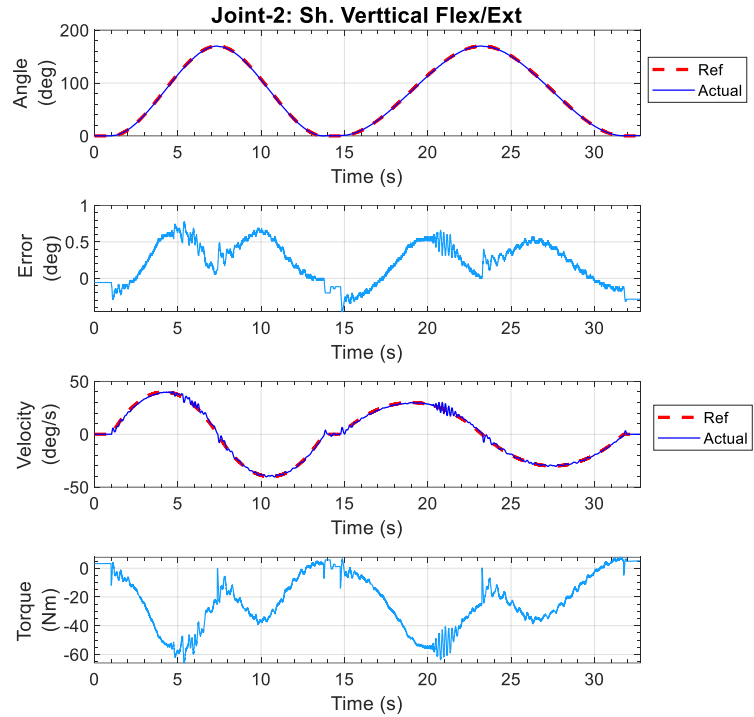 Joint-2: Sh. Verttical Flex/Ext
200
100
0
Angle
(deg)
0 5 10 15 20 25 30
Time (s)
Ref
Actual
1
0.5
0
Error
(deg)
0 5 10 15 20 25 30
Time (s)
50
0
-50
Velocity
(deg/s)
0 5 10 15 20 25 30
Time (s)
Ref
Actual
0
-20
-40
-60
Torque
(Nm)
0 5 10 15 20 25 30
Time (s)